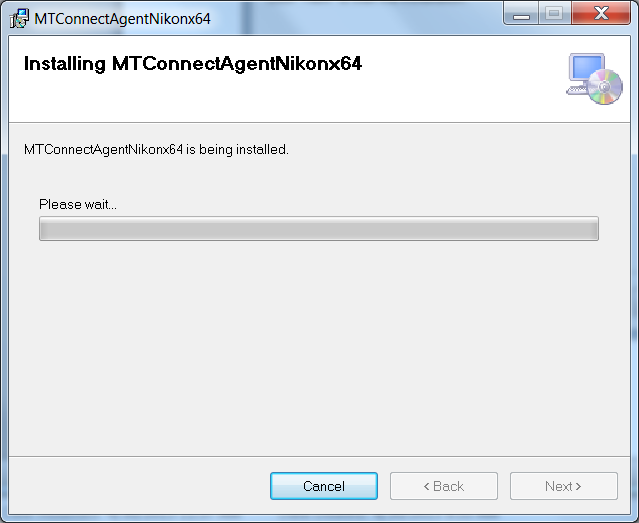 MTConnectAgentNikonx64
Installing MTConnectAgentNikonx64
MTConnectAgentNikonx64 is being installed.
Please wait...
Cancel
< Back
Next >